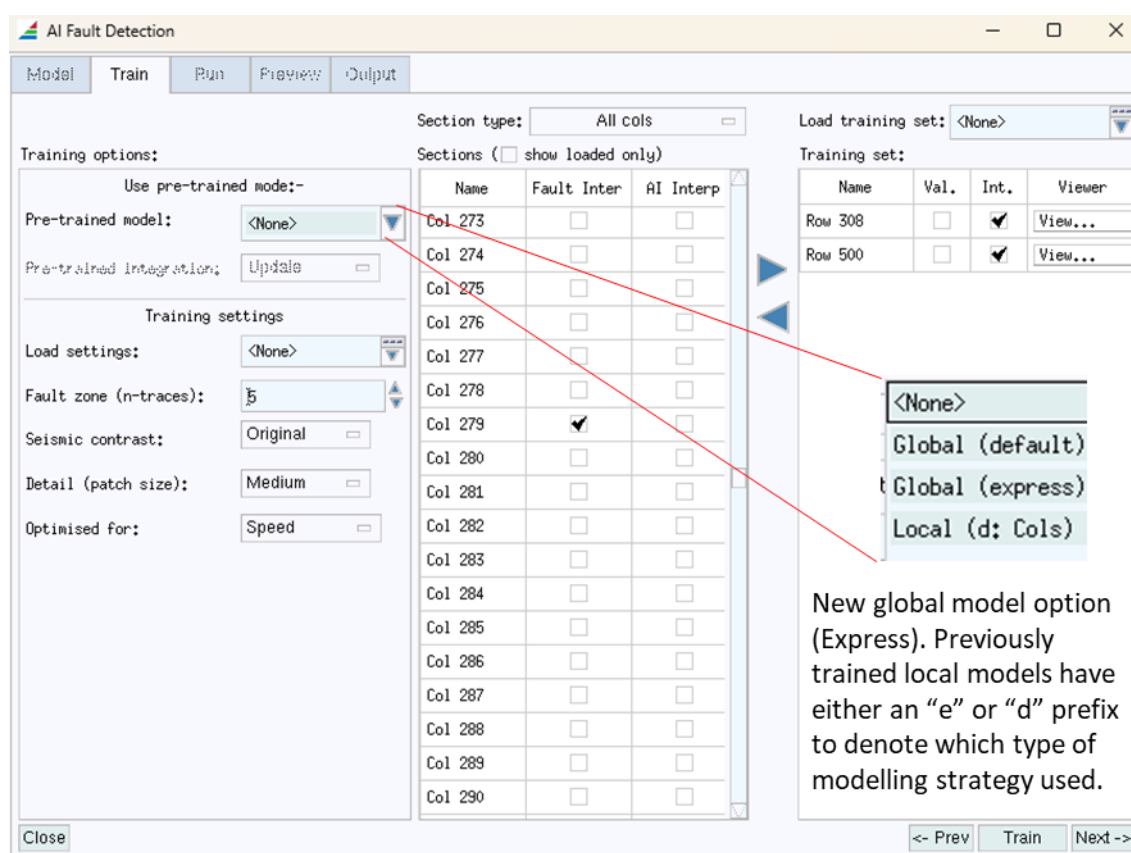 AI Fault Detection
Model Train Run Preview Output
Section type: All cols
Load training set: <None>
Training options:
Sections ( show loaded only)
Training set:
Use pre-trained mode:-
Pre-trained model: <None>
Pre-trained integration: Update
Training settings
Load settings: <None>
Fault zone (n-traces): 5
Seismic contrast: Original
Detail (patch size): Medium
Optimised for: Speed
Name Fault Inter AI Interp
Col 273
Col 274
Col 275
Col 276
Col 277
Col 278
Col 279
Col 280
Col 281
Col 282
Col 283
Col 284
Col 285
Col 286
Col 287
Col 288
Col 289
Col 290
Name Val. Int. Viewer
Row 308 View...
Row 500 View...
<None>
Global (default)
t Global (express)
Local (d: Cols)
New global model option
(Express). Previously
trained local models have
either an “e” or “d” prefix
to denote which type of
modelling strategy used.
Close
<- Prev Train Next ->